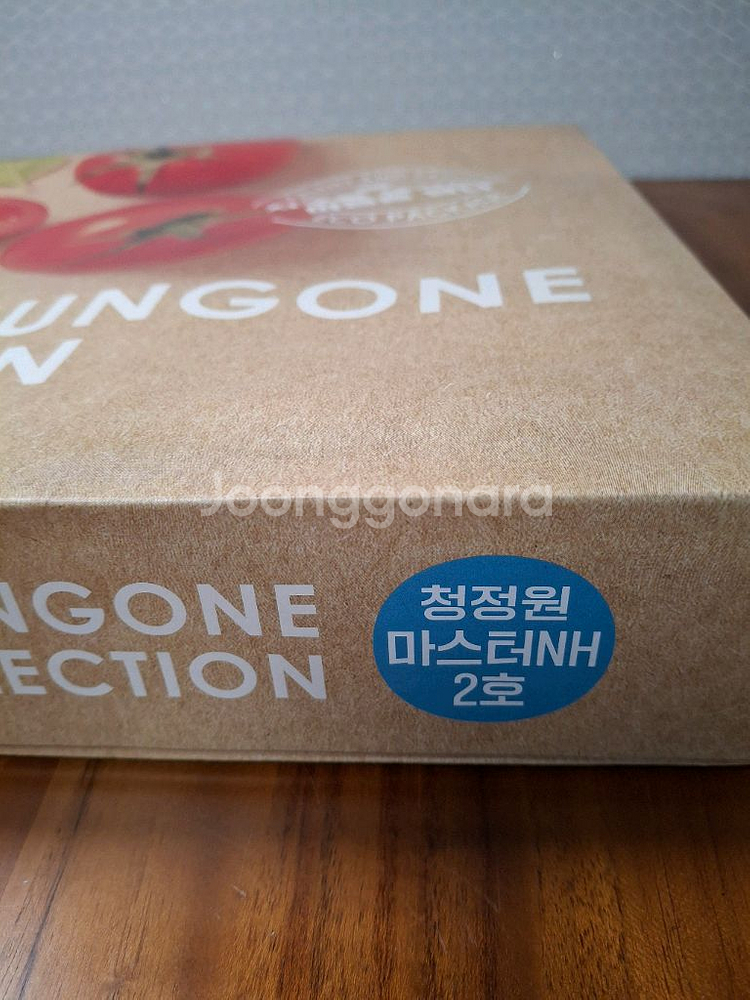 UNGONE
N
Joonggonara
NGONE
ECTION
청정원
마스터NH
2호